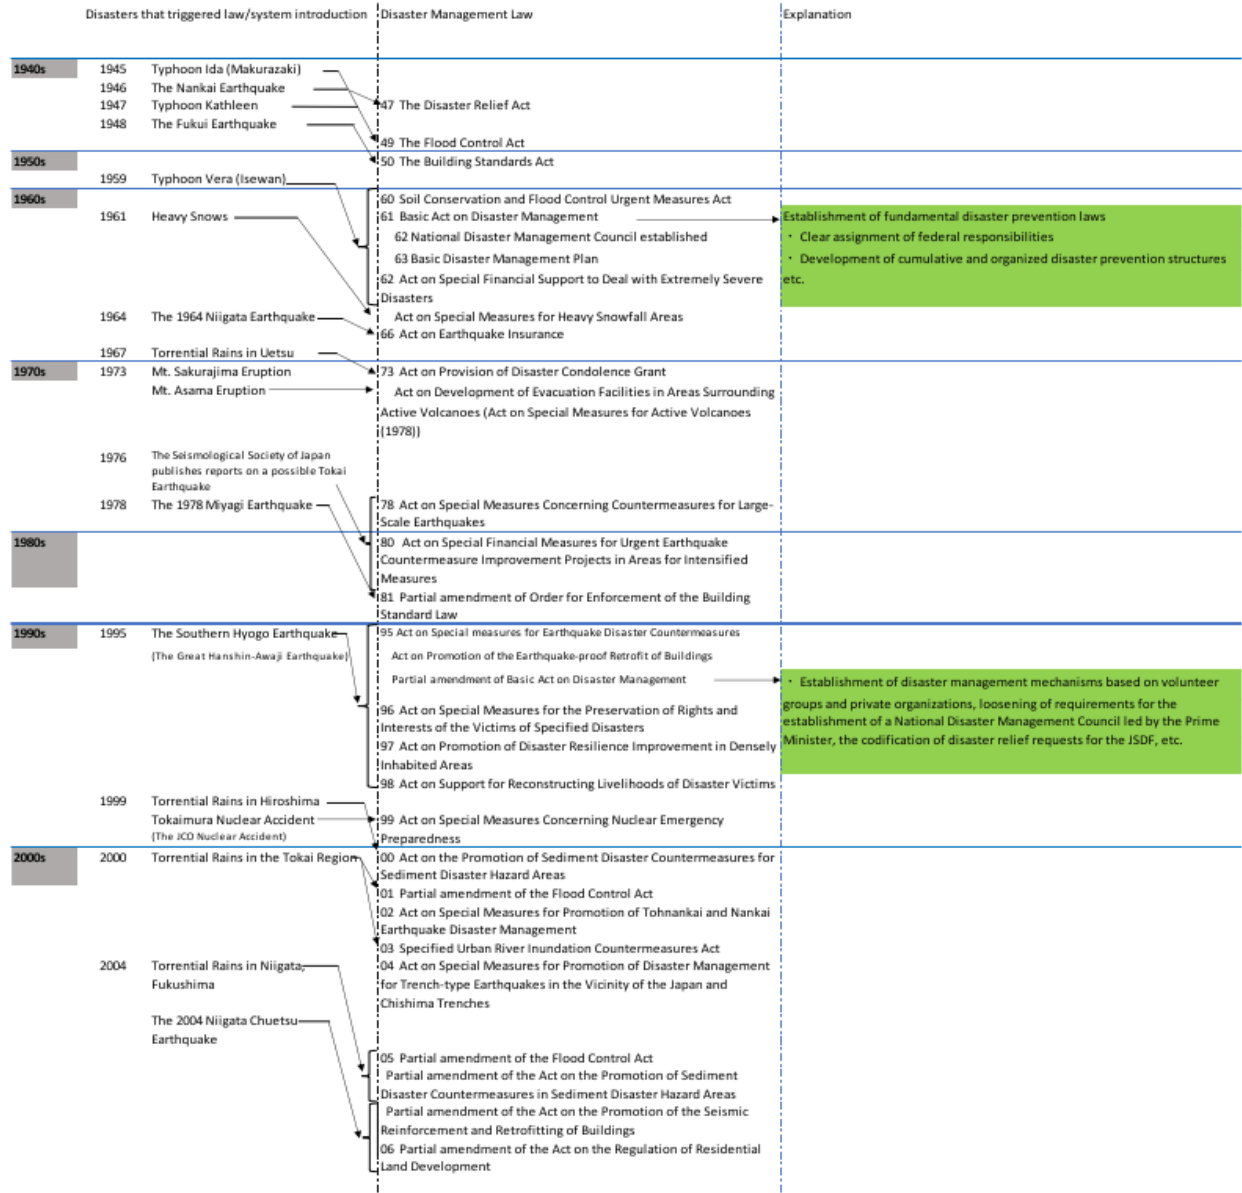 Disasters that triggered law/system introduction
Disaster Management Law
Explanation
1940s
1945 Typhoon Ida (Makurazaki)
1946 The Nankai Earthquake
1947 Typhoon Kathleen
47 The Disaster Relief Act
1948 The Fukui Earthquake
49 The Flood Control Act
1950s
50 The Building Standards Act
1959 Typhoon Vera (Isewan)
1960s
60 Soil Conservation and Flood Control Urgent Measures Act
1961 Heavy Snows
61 Basic Act on Disaster Management
62 National Disaster Management Council established
63 Basic Disaster Management Plan
62 Act on Special Financial Support to Deal with Extremely Severe
Disasters
Establishment of fundamental disaster prevention laws
・ Clear assignment of federal responsibilities
・ Development of cumulative and organized disaster prevention structures
etc.
1964 The 1964 Niigata Earthquake
Act on Special Measures for Heavy Snowfall Areas
66 Act on Earthquake Insurance
1967 Torrential Rains in Uetsu
1970s
1973 Mt. Sakurajima Eruption
Mt. Asama Eruption
73 Act on Provision of Disaster Condolence Grant
Act on Development of Evacuation Facilities in Areas Surrounding
Active Volcanoes (Act on Special Measures for Active Volcanoes
(1978))
1976 The Seismological Society of Japan
publishes reports on a possible Tokai
Earthquake
1978 The 1978 Miyagi Earthquake
78 Act on Special Measures Concerning Countermeasures for Large-
Scale Earthquakes
1980s
80 Act on Special Financial Measures for Urgent Earthquake
Countermeasure Improvement Projects in Areas for Intensified
Measures
81 Partial amendment of Order for Enforcement of the Building
Standard Law
1990s
1995 The Southern Hyogo Earthquake
(The Great Hanshin-Awaji Earthquake)
95 Act on Special measures for Earthquake Disaster Countermeasures
Act on Promotion of the Earthquake-proof Retrofit of Buildings
Partial amendment of Basic Act on Disaster Management
96 Act on Special Measures for the Preservation of Rights and
Interests of the Victims of Specified Disasters
97 Act on Promotion of Disaster Resilience Improvement in Densely
Inhabited Areas
98 Act on Support for Reconstructing Livelihoods of Disaster Victims
・ Establishment of disaster management mechanisms based on volunteer
groups and private organizations, loosening of requirements for the
establishment of a National Disaster Management Council led by the Prime
Minister, the codification of disaster relief requests for the JSDF, etc.
1999 Torrential Rains in Hiroshima
Tokaimura Nuclear Accident
(The JCO Nuclear Accident)
99 Act on Special Measures Concerning Nuclear Emergency
Preparedness
2000s
2000 Torrential Rains in the Tokai Region
00 Act on the Promotion of Sediment Disaster Countermeasures for
Sediment Disaster Hazard Areas
01 Partial amendment of the Flood Control Act
02 Act on Special Measures for Promotion of Tohnankai and Nankai
Earthquake Disaster Management
03 Specified Urban River Inundation Countermeasures Act
2004 Torrential Rains in Niigata,
Fukushima
04 Act on Special Measures for Promotion of Disaster Management
for Trench-type Earthquakes in the Vicinity of the Japan and
Chishima Trenches
The 2004 Niigata Chuetsu
Earthquake
05 Partial amendment of the Flood Control Act
Partial amendment of the Act on the Promotion of Sediment
Disaster Countermeasures in Sediment Disaster Hazard Areas
Partial amendment of the Act on the Promotion of the Seismic
Reinforcement and Retrofitting of Buildings
06 Partial amendment of the Act on the Regulation of Residential
Land Development